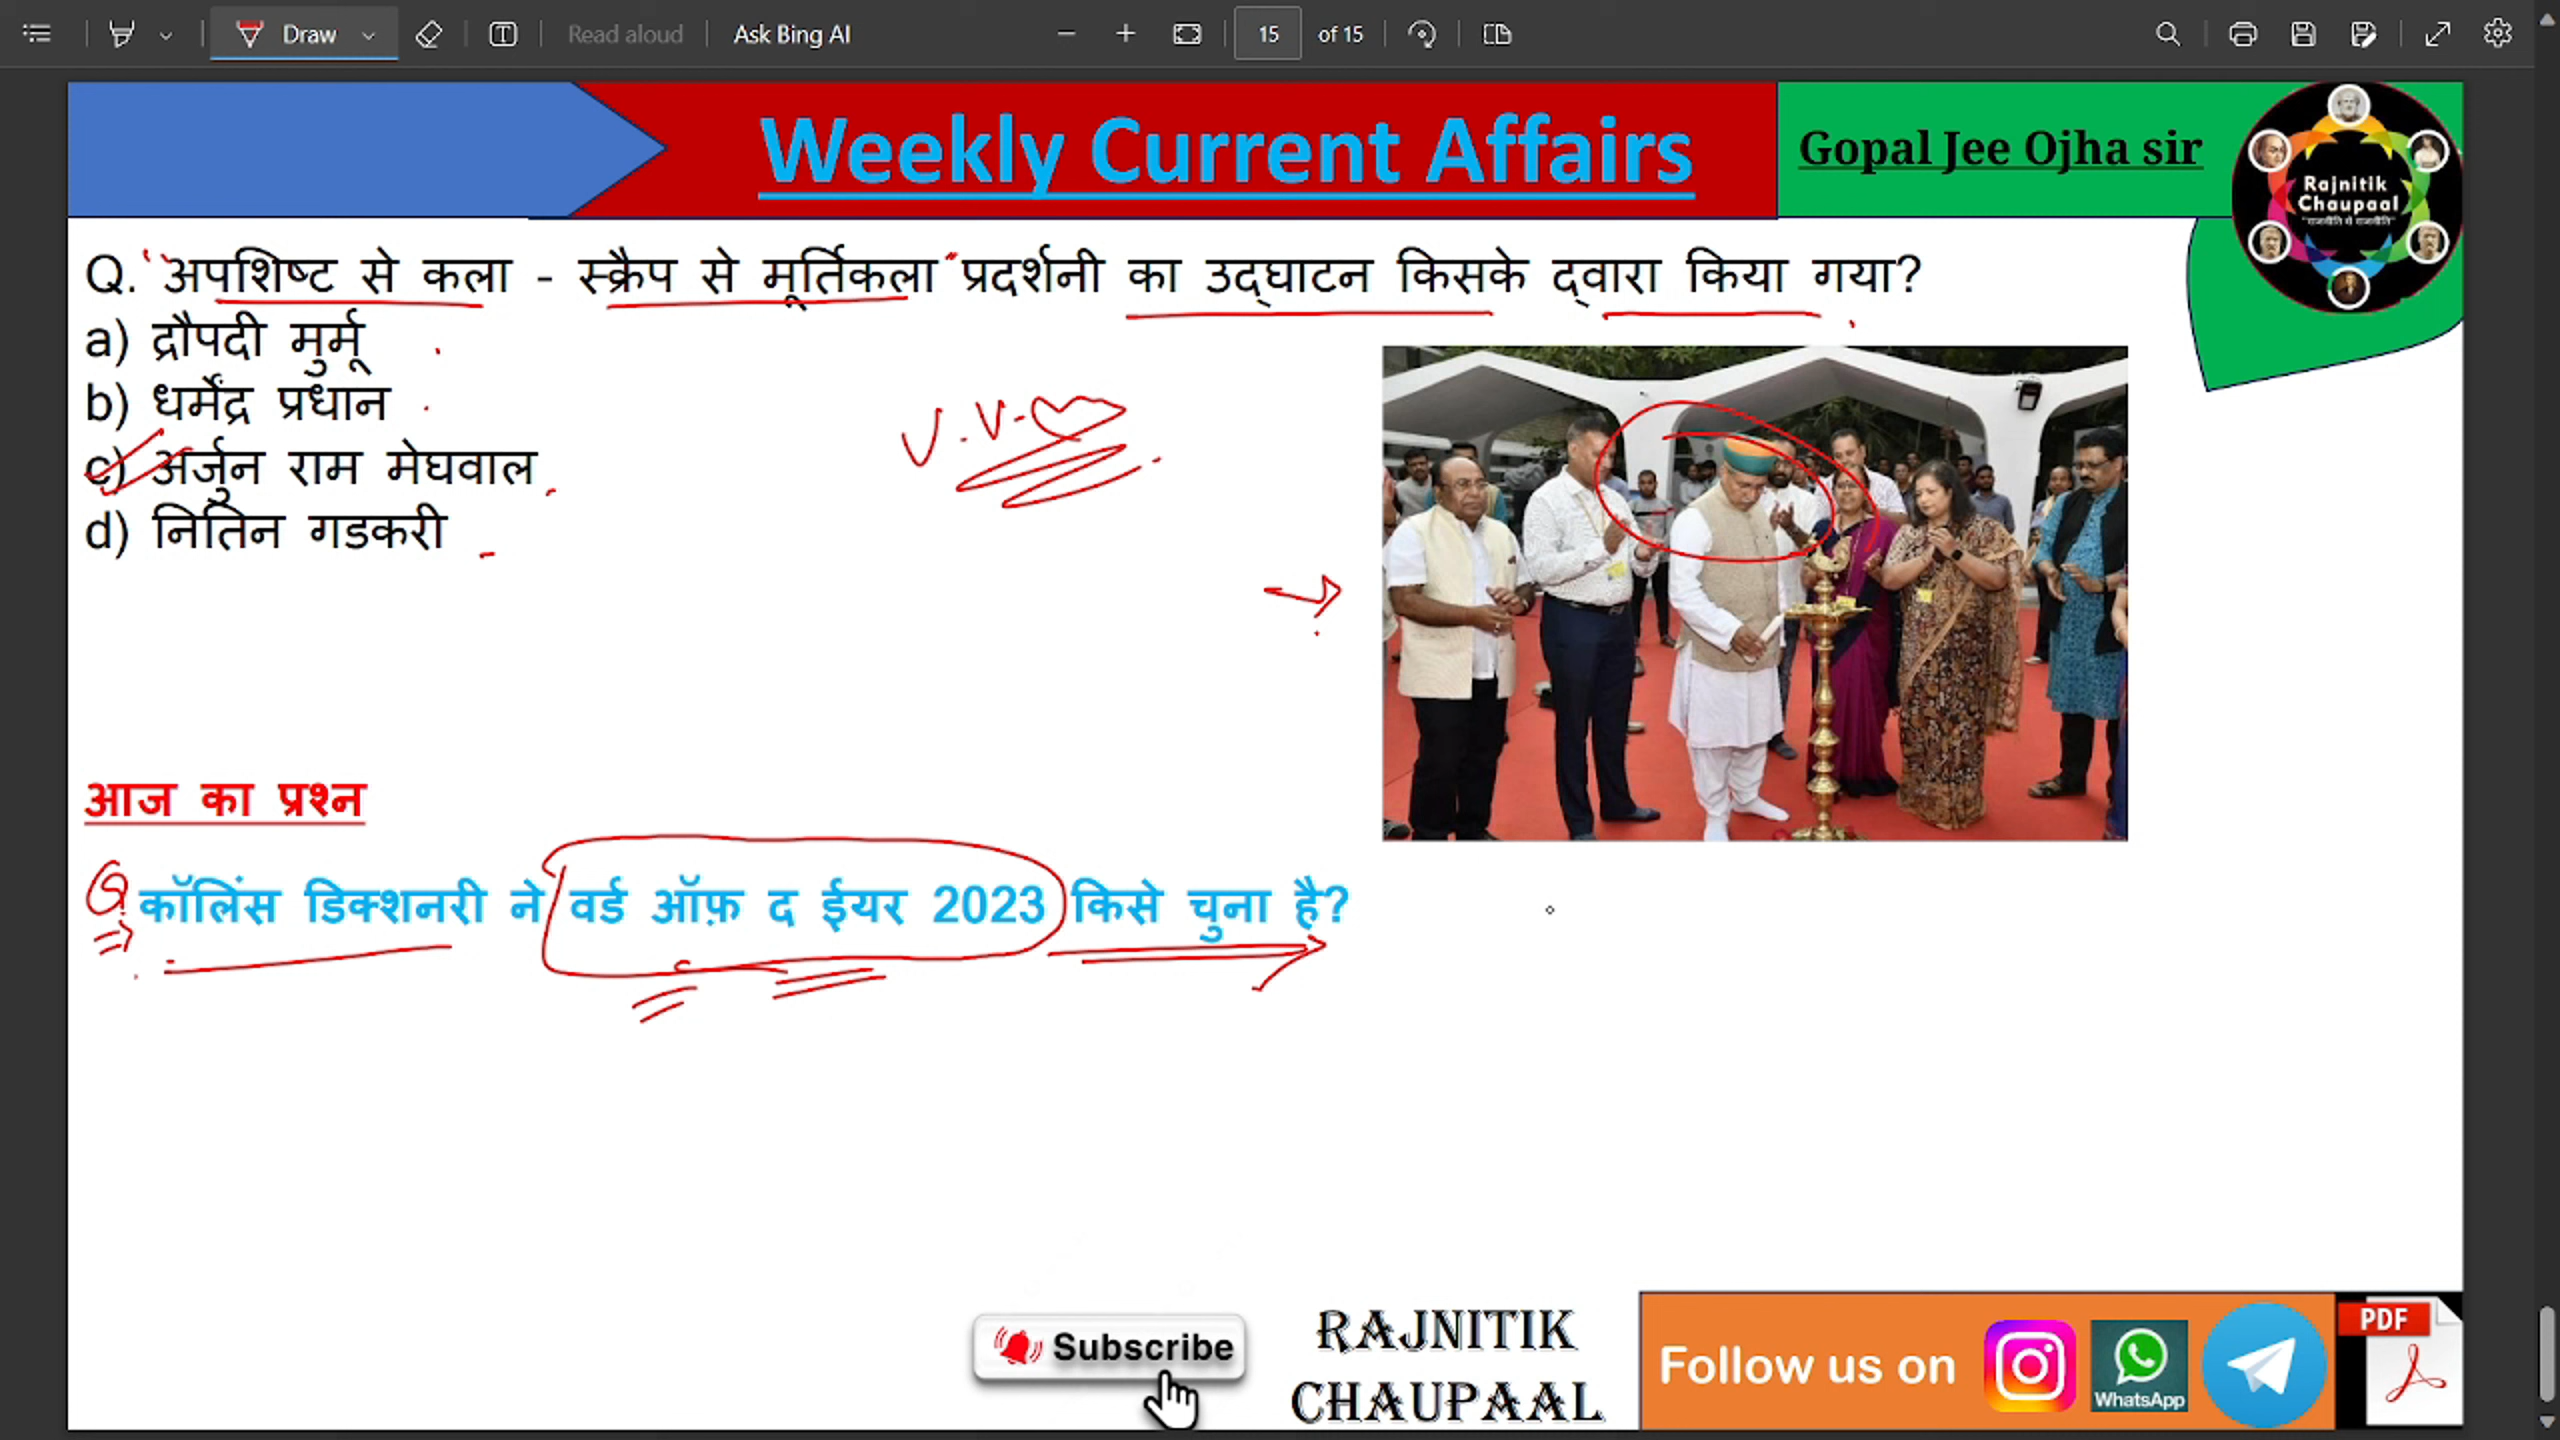 Draw
Read aloud
Ask Bing AI
15 of 15
Weekly Current Affairs
Gopal Jee Ojha sir
Rajnitik
Chaupaal
Q. “अपशिष्ट से कला - स्क्रैप से मूर्तिकला" प्रदर्शनी का उद्घाटन किसके द्वारा किया गया?
a) द्रौपदी मुर्मू
b) धर्मेंद्र प्रधान
c) अर्जुन राम मेघवाल
d) नितिन गडकरी
V.V.
आज का प्रश्न
Q कॉलिंस डिक्शनरी ने वर्ड ऑफ़ द ईयर 2023 किसे चुना है?
Subscribe
RAJNITIK
CHAUPAAL
Follow us on
WhatsApp
PDF